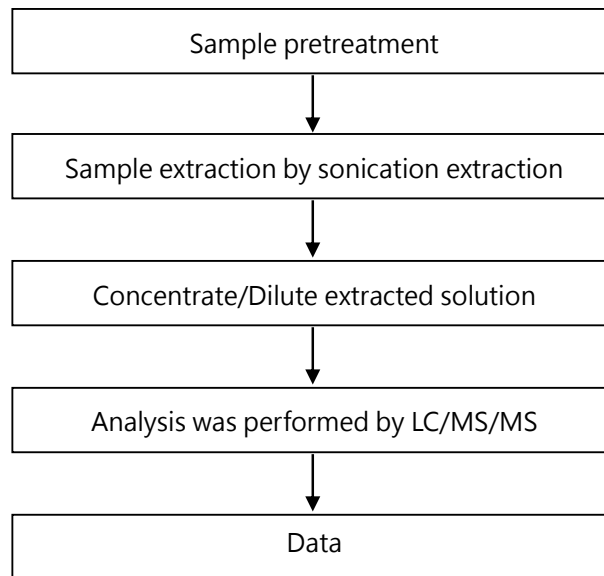 Sample pretreatment
Sample extraction by sonication extraction
Concentrate/Dilute extracted solution
Analysis was performed by LC/MS/MS
Data